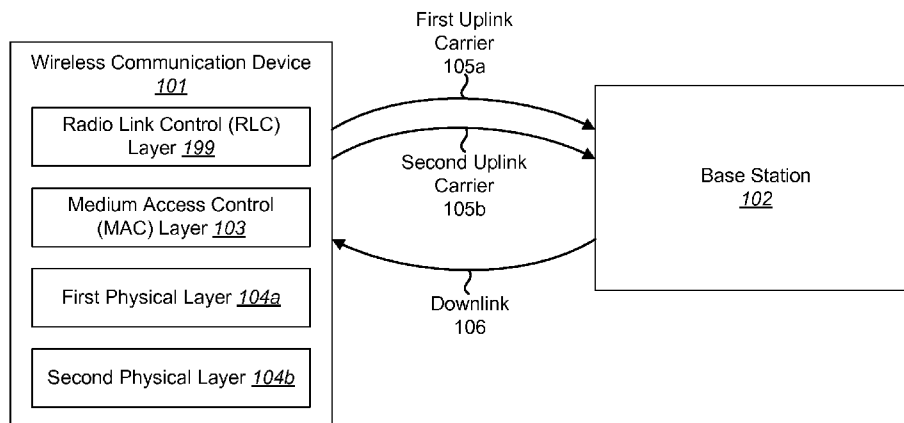 Wireless Communication Device
101
Radio Link Control (RLC)
Layer 199
Medium Access Control
(MAC) Layer 103
First Physical Layer 104a
Second Physical Layer 104b
First Uplink
Carrier
105a
Second Uplink
Carrier
105b
Downlink
106
Base Station
102